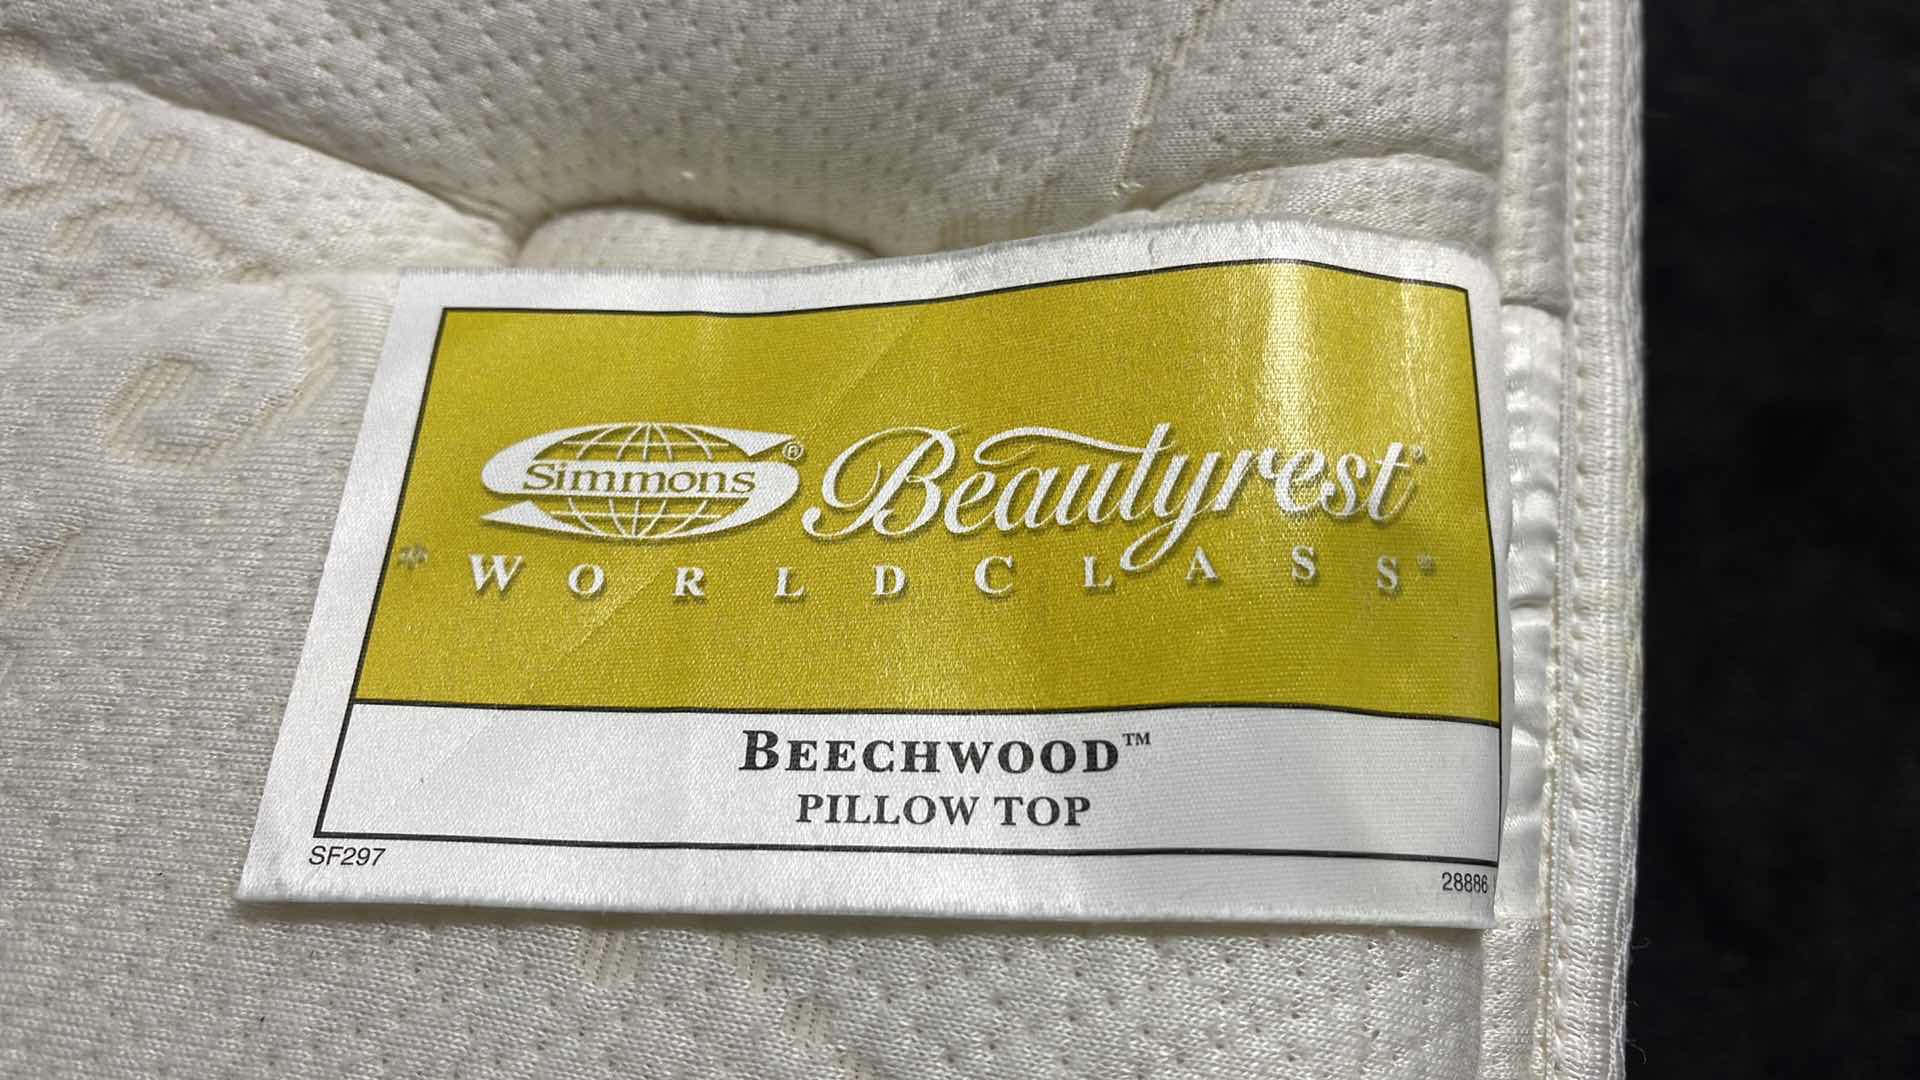 Simmons® Beautyrest®
WORLDCLASS®
BEECHWOOD™
PILLOW TOP
SF297
28886